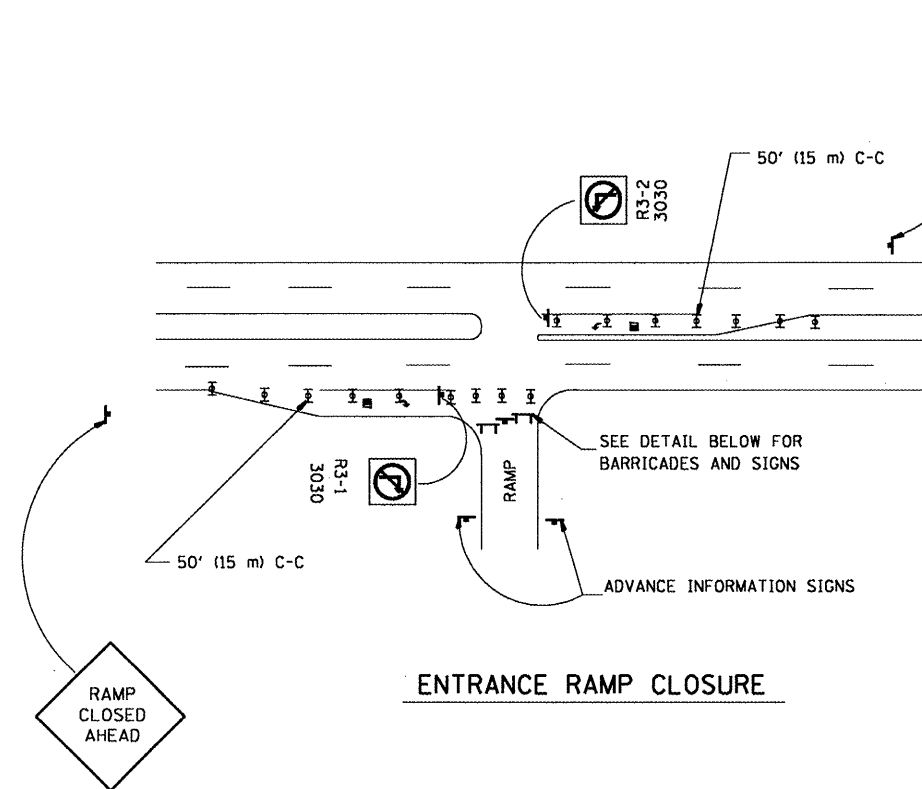 50' (15 m) C-C
R3-2
3030
SEE DETAIL BELOW FOR
BARRICADES AND SIGNS
RAMP
R3-1
3030
50' (15 m) C-C
ADVANCE INFORMATION SIGNS
RAMP
CLOSED
AHEAD
ENTRANCE RAMP CLOSURE